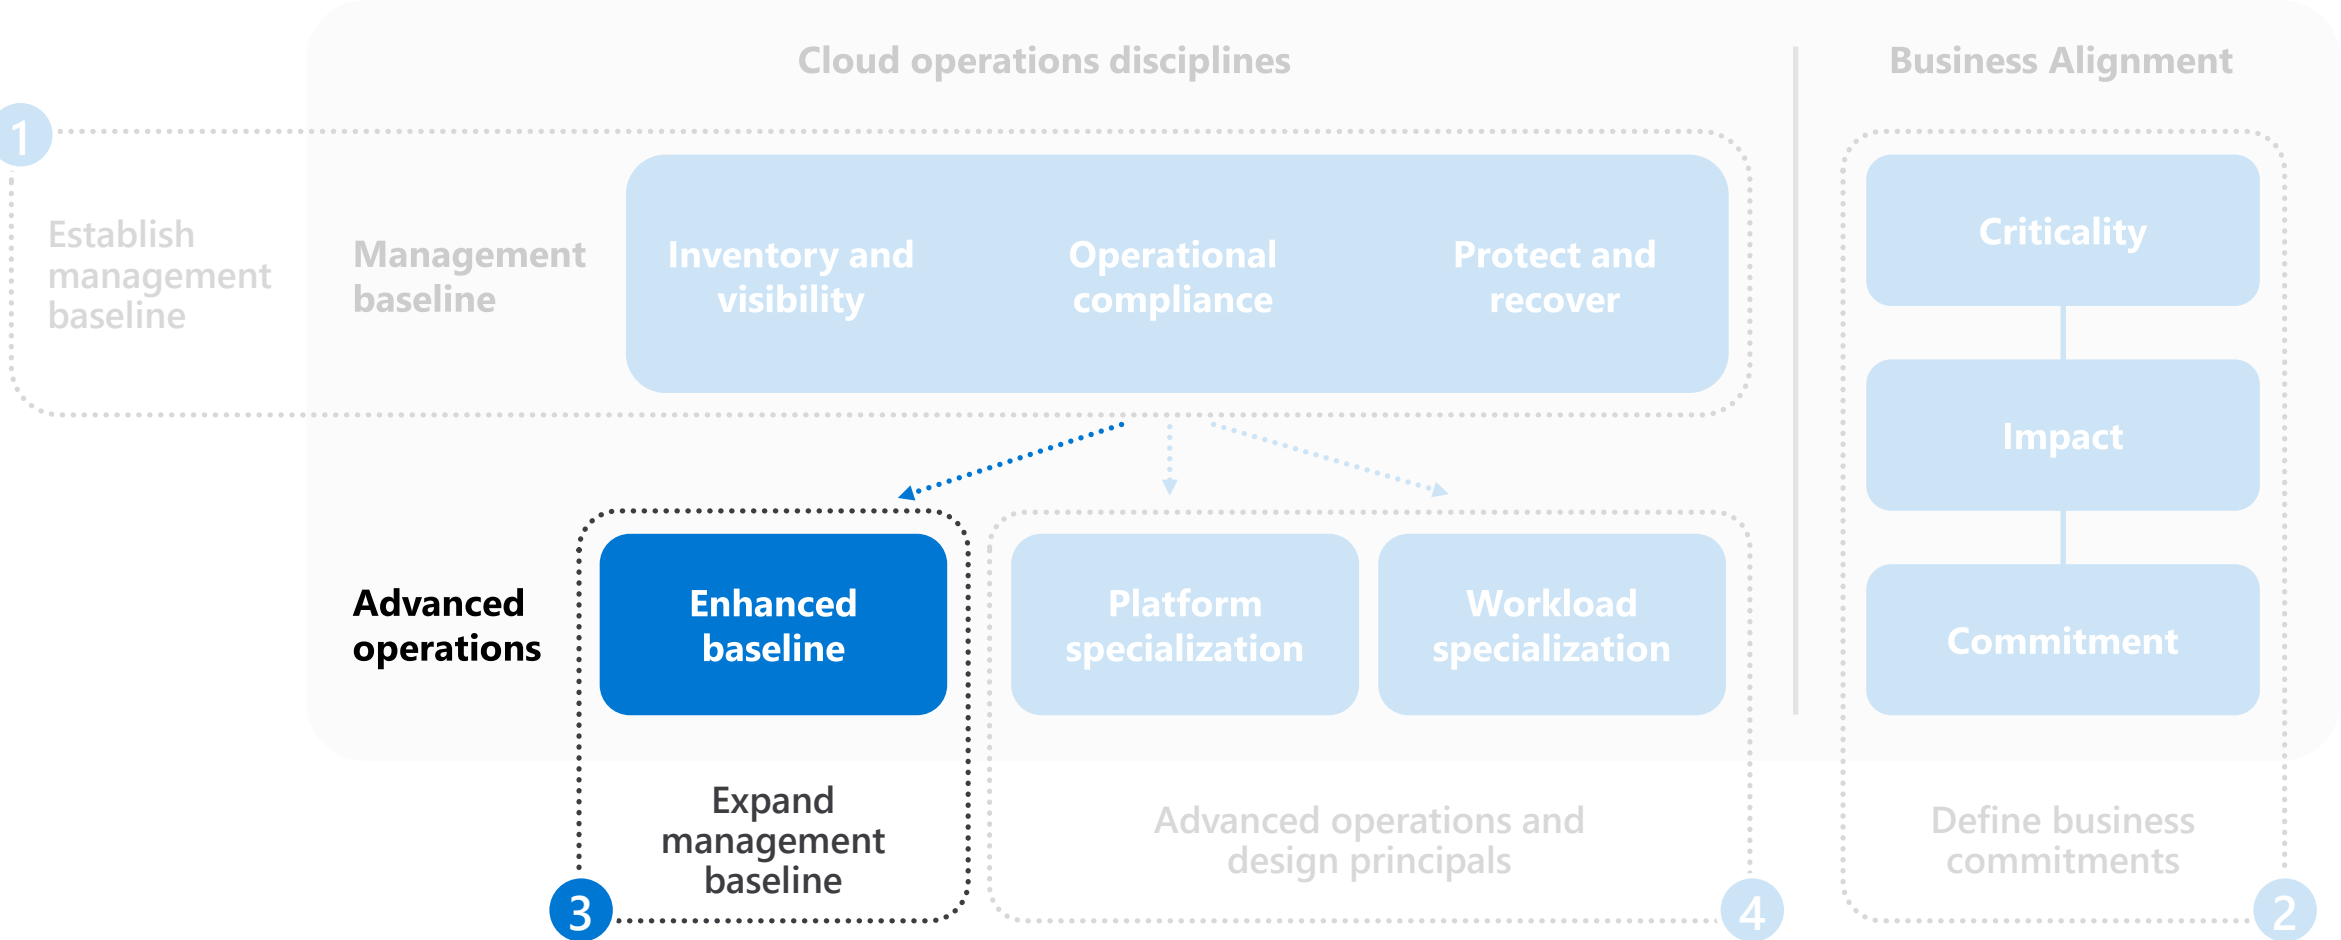 Cloud operations disciplines
Business Alignment
1
Establish
management
baseline
Management
baseline
Inventory and
visibility
Operational
compliance
Protect and
recover
Criticality
Impact
Commitment
Advanced
operations
Enhanced
baseline
Platform
specialization
Workload
specialization
Expand
management
baseline
3
Advanced operations and
design principals
4
Define business
commitments
2